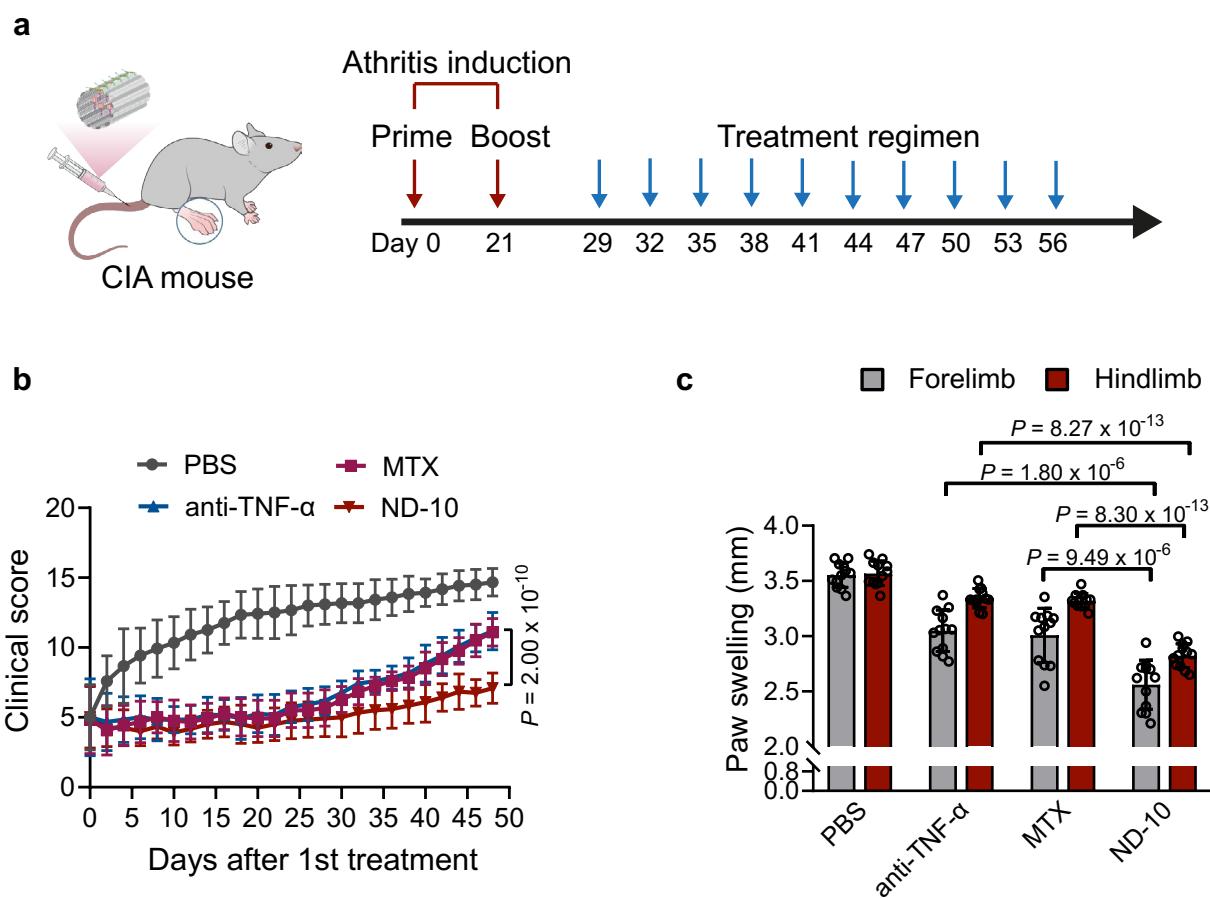 a
Athritis induction
Prime Boost Treatment regimen
Day 0 21 29 32 35 38 41 44 47 50 53 56
CIA mouse
b
PBS MTX
anti-TNF-α ND-10
Clinical score
20
15
10
5
0
0 5 10 15 20 25 30 35 40 45 50
Days after 1st treatment
P = 2.00 x 10-10
c
Forelimb Hindlimb
P = 8.27 x 10-13
P = 1.80 x 10-6
P = 8.30 x 10-13
P = 9.49 x 10-6
Paw swelling (mm)
4.0
3.5
3.0
2.5
2.0
0.8
0.0
PBS anti-TNF-α MTX ND-10